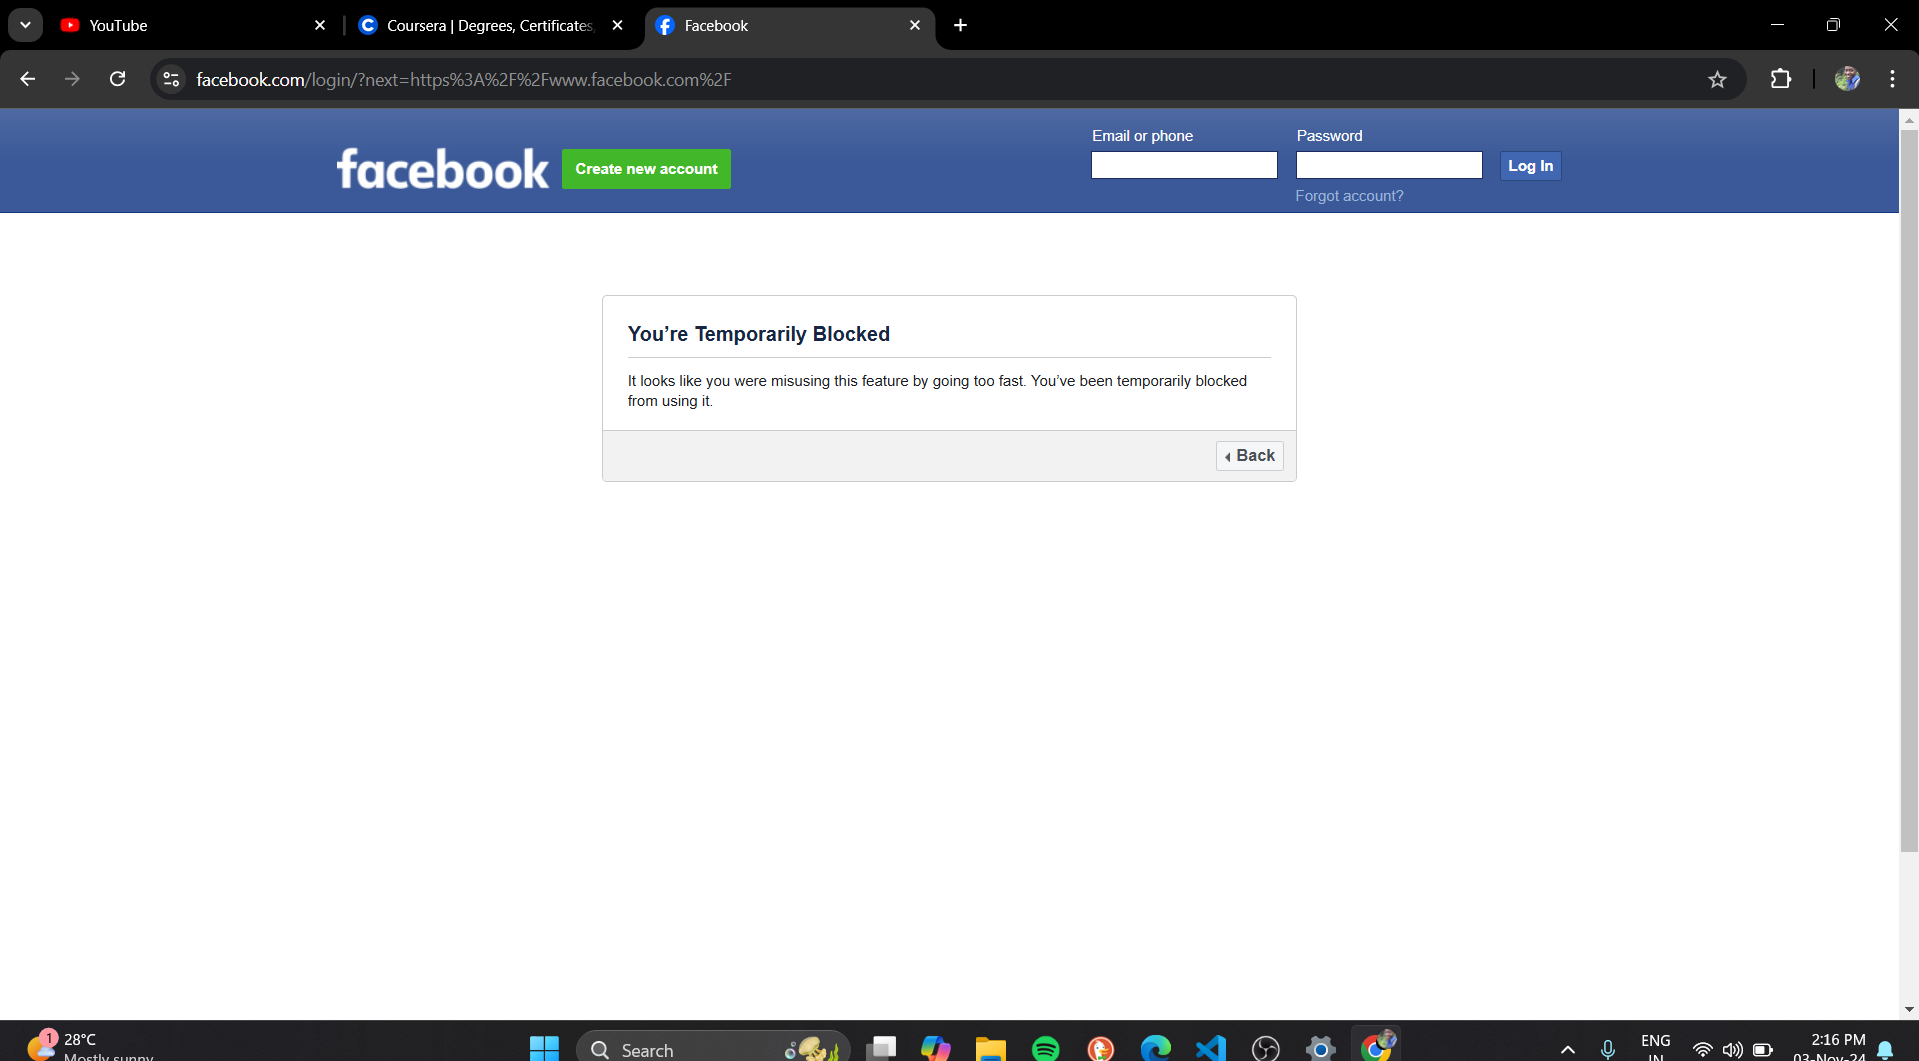 YouTube
Coursera | Degrees, Certificates,
Facebook
facebook.com/login/?next=https%3A%2F%2Fwww.facebook.com%2F
facebook
Create new account
Email or phone
Password
Log In
Forgot account?
You’re Temporarily Blocked
It looks like you were misusing this feature by going too fast. You’ve been temporarily blocked
from using it.
Back
1
28°C
Mostly sunny
Search
ENG
IN
2:16 PM
03-Nov-24